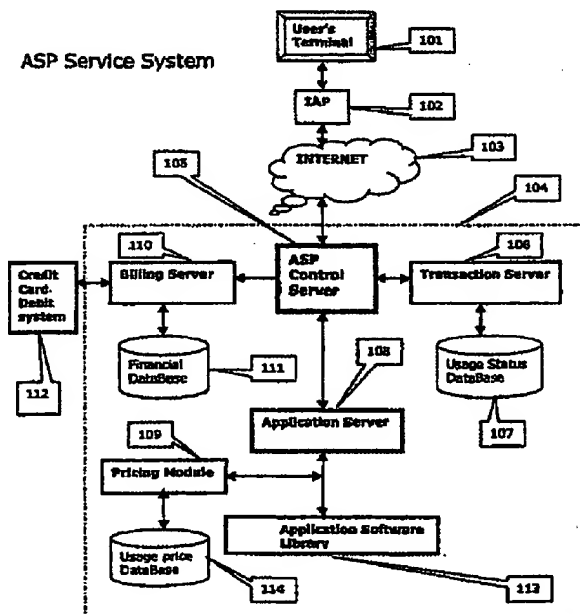 ASP Service System
User's
Terminal
101
IAP
102
INTERNET
103
105
104
110
106
Credit
Card-
Debit
system
Billing Server
ASP
Control
Server
Transaction Server
112
Financial
DataBase
111
108
Usage Status
DataBase
107
109
Application Server
Pricing Module
Application Software
Library
Usage price
DataBase
114
113